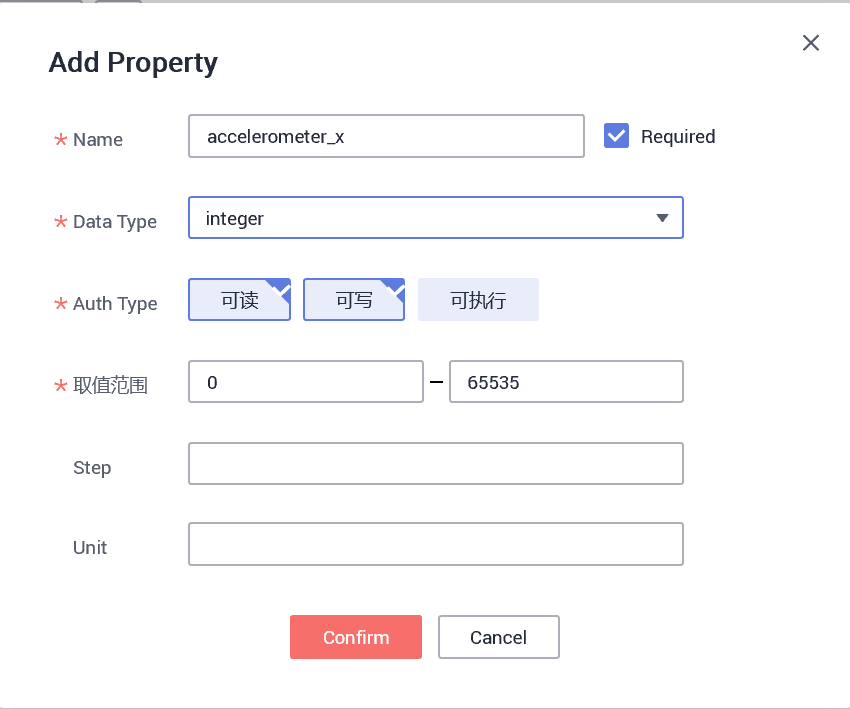 Add Property
* Name accelerometer_x Required
* Data Type integer
* Auth Type 可读 可写 可执行
* 取值范围 0 – 65535
Step
Unit
Confirm Cancel